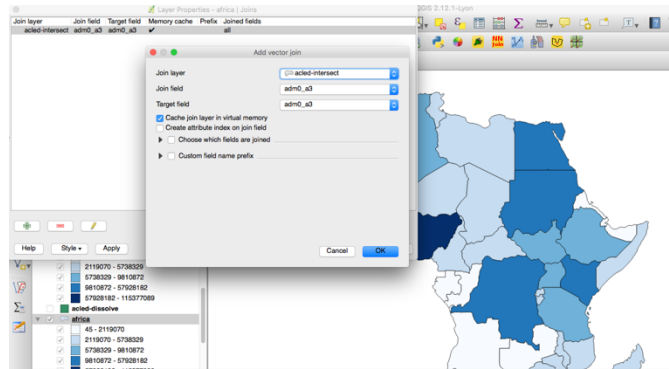 Layer Properties - africa | Joins
QGIS 2.12.1-Lyon
Join layer Join field Target field Memory cache Prefix Joined fields
acled-intersect adm0_a3 adm0_a3 ✔ all
Add vector join
Join layer acled-intersect
Join field adm0_a3
Target field adm0_a3
Cache join layer in virtual memory
Create attribute index on join field
Choose which fields are joined
Custom field name prefix
Help Style Apply Cancel OK
2119070 - 5738329
5738329 - 9810872
9810872 - 57928182
57928182 - 115377089
acled-dissolve
africa
45 - 2119070
2119070 - 5738329
5738329 - 9810872
9810872 - 57928182